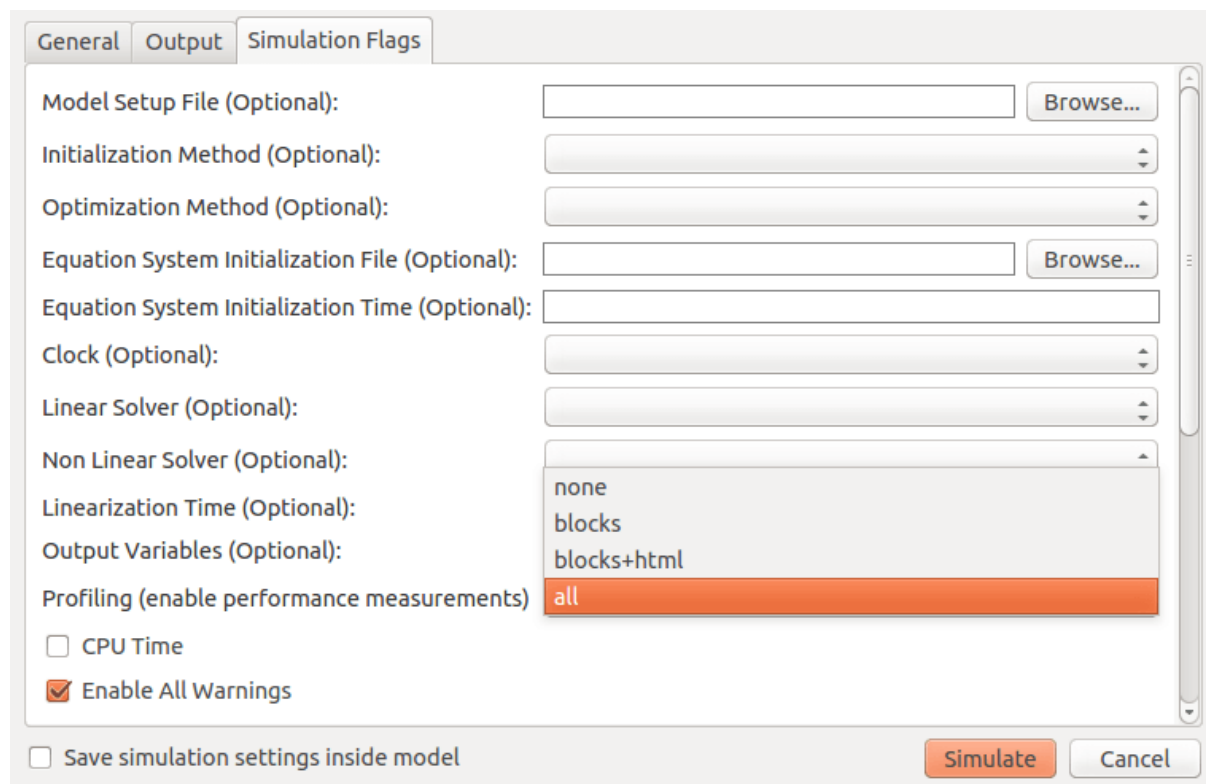 General Output Simulation Flags
Model Setup File (Optional): Browse...
Initialization Method (Optional):
Optimization Method (Optional):
Equation System Initialization File (Optional): Browse...
Equation System Initialization Time (Optional):
Clock (Optional):
Linear Solver (Optional):
Non Linear Solver (Optional):
none
Linearization Time (Optional):
blocks
Output Variables (Optional):
blocks+html
Profiling (enable performance measurements) all
CPU Time
Enable All Warnings
Save simulation settings inside model Simulate Cancel